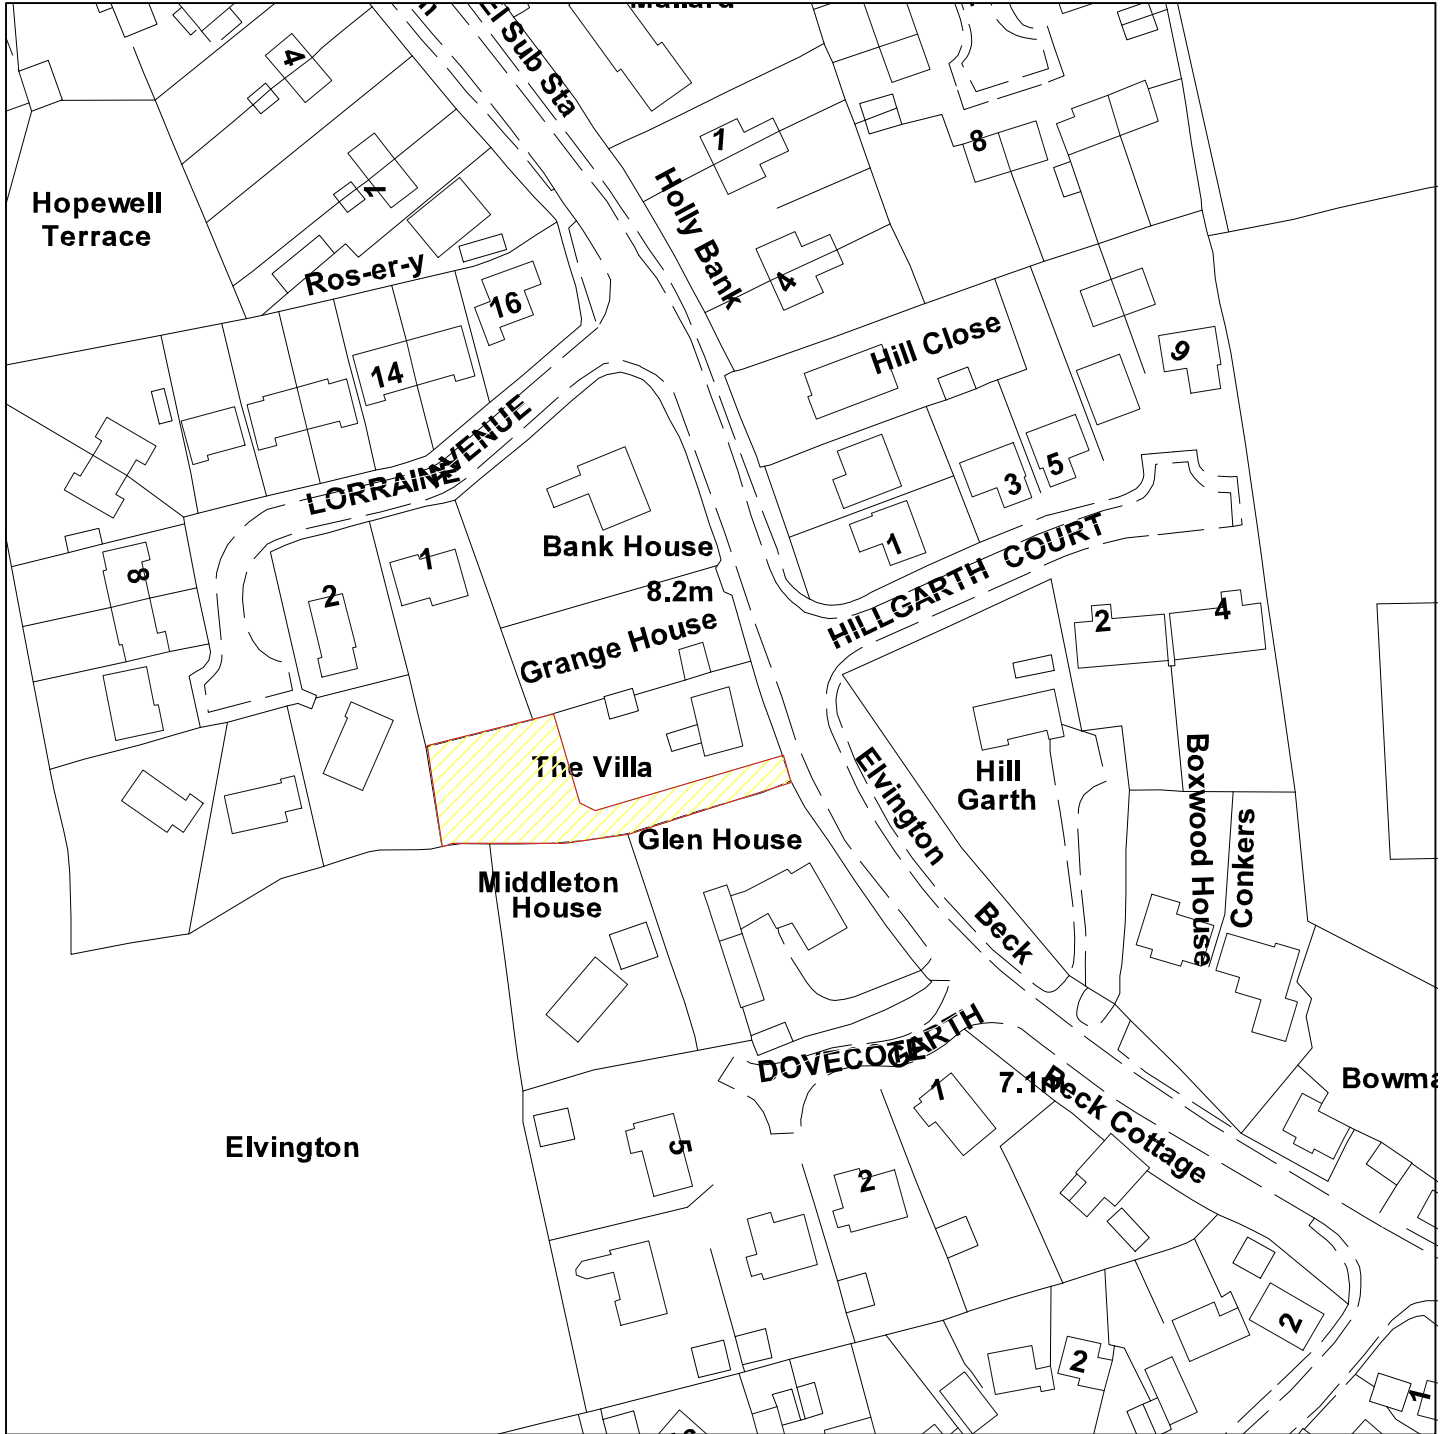 El Sub Sta
4
1
8
Hopewell
Terrace
1
Holly Bank
Ros-er-y
4
16
Hill Close
14
9
LORRAINE AVENUE
3
5
1
Bank House
HILLGARTH COURT
1
8
2
8.2m
2
4
Grange House
The Villa
Elvington
Hill
Garth
Boxwood House
Conkers
Glen House
Middleton
House
Beck
DOVECOTE GARTH
1
7.1m
Beck Cottage
Elvington
5
2
2
2
1